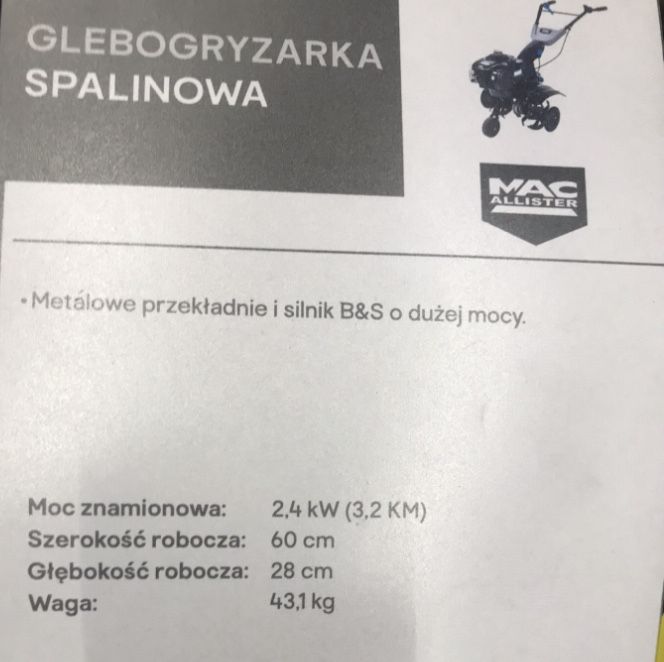 GLEBOGRYZARKA
SPALINOWA
MAC
ALLISTER
• Metalowe przekładnie i silnik B&S o dużej mocy.
Moc znamionowa: 2,4 kW (3,2 KM)
Szerokość robocza: 60 cm
Głębokość robocza: 28 cm
Waga: 43,1 kg